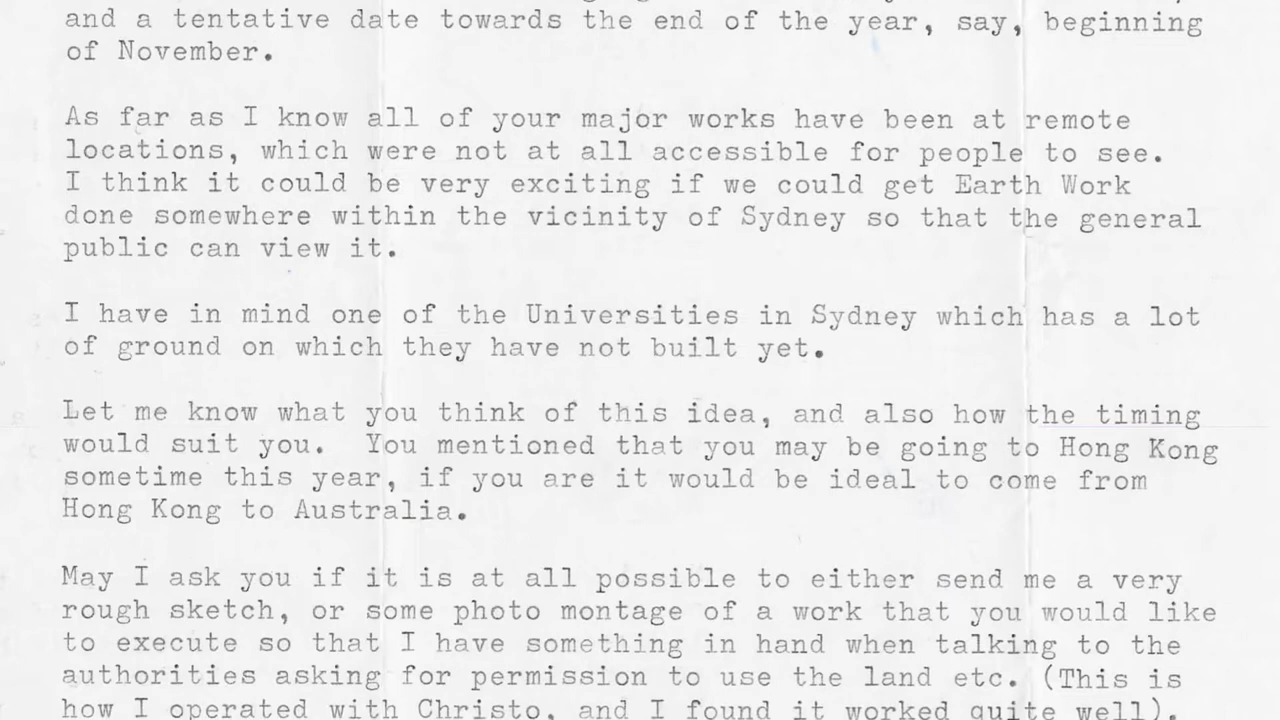 and a tentative date towards the end of the year, say, beginning
of November.
As far as I know all of your major works have been at remote
locations, which were not at all accessible for people to see.
I think it could be very exciting if we could get Earth Work
done somewhere within the vicinity of Sydney so that the general
public can view it.
I have in mind one of the Universities in Sydney which has a lot
of ground on which they have not built yet.
Let me know what you think of this idea, and also how the timing
would suit you.  You mentioned that you may be going to Hong Kong
sometime this year, if you are it would be ideal to come from
Hong Kong to Australia.
May I ask you if it is at all possible to either send me a very
rough sketch, or some photo montage of a work that you would like
to execute so that I have something in hand when talking to the
authorities asking for permission to use the land etc. (This is
how I operated with Christo, and I found it worked quite well).